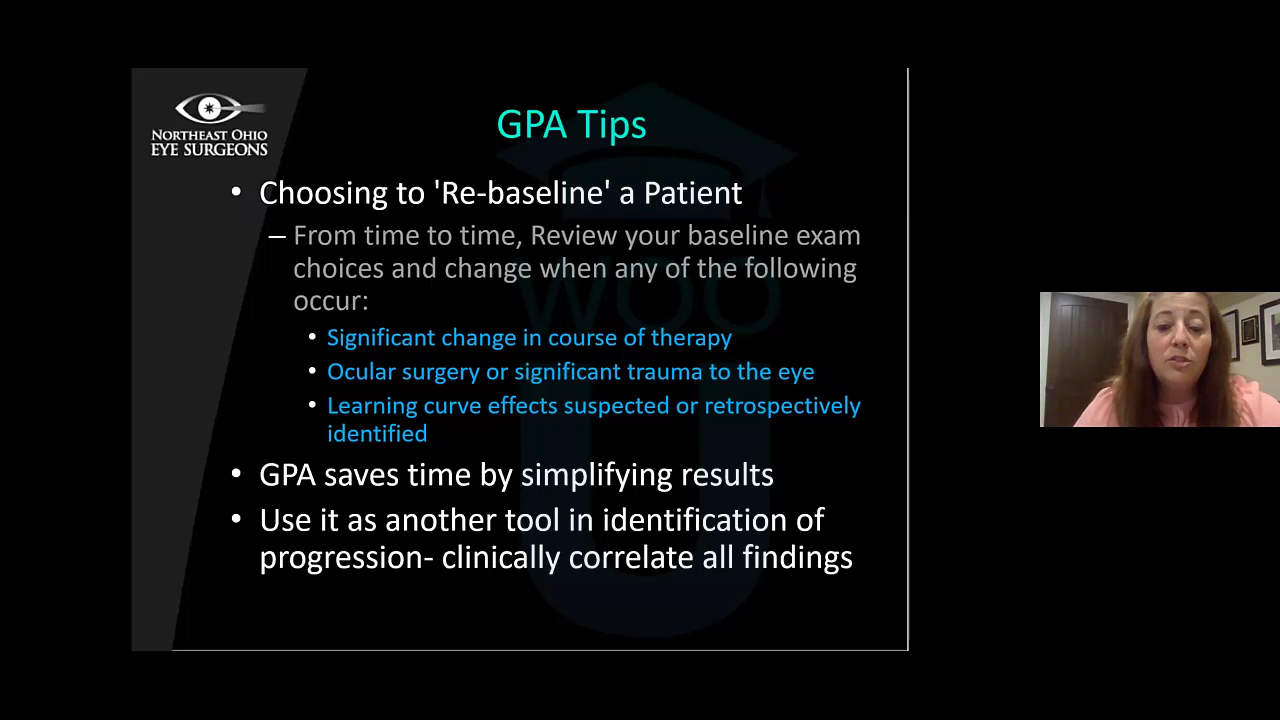 NORTHEAST OHIO
EYE SURGEONS
GPA Tips
• Choosing to 'Re-baseline' a Patient
– From time to time, Review your baseline exam
choices and change when any of the following
occur:
• Significant change in course of therapy
• Ocular surgery or significant trauma to the eye
• Learning curve effects suspected or retrospectively
identified
• GPA saves time by simplifying results
• Use it as another tool in identification of
progression- clinically correlate all findings
WOO
U